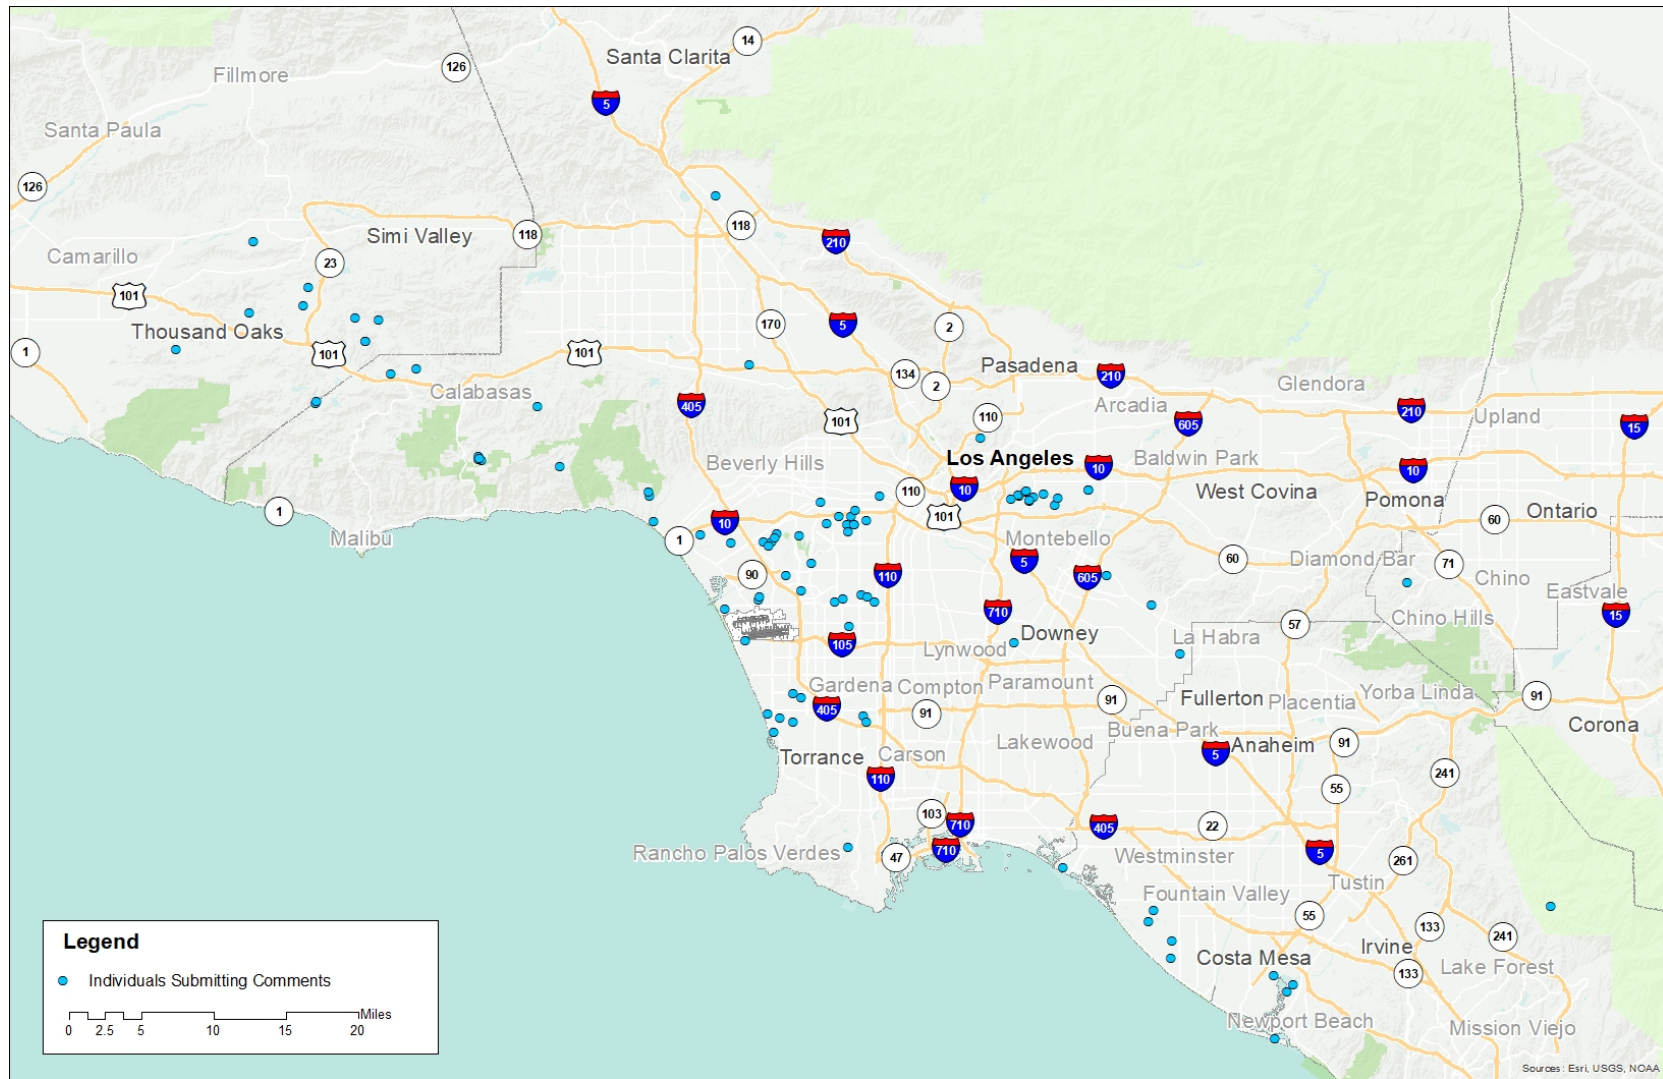 14
Santa Clarita
126
Fillmore
5
Santa Paula
126
118
118
Simi Valley
210
Camarillo
23
101
170
5
2
Thousand Oaks
1
101
101
Pasadena
134
2
210
Glendora
Calabasas
405
Arcadia
210
Upland
101
110
605
15
Los Angeles
Beverly Hills
10
Baldwin Park
10
110
10
West Covina
Pomona
1
10
101
60
Ontario
Malibu
1
Montebello
5
60
Diamond Bar
71
90
110
605
Chino
Eastvale
710
Chino Hills
15
57
Downey
105
Lynwood
La Habra
Gardena
Compton
Paramount
Fullerton
Placentia
Yorba Linda
91
405
91
91
Buena Park
Corona
Torrance
Carson
Lakewood
5
Anaheim
91
110
241
55
103
710
405
22
Rancho Palos Verdes
47
710
Westminster
5
261
Tustin
Fountain Valley
55
133
241
Irvine
Costa Mesa
133
Lake Forest
Newport Beach
Mission Viejo
Legend
Individuals Submitting Comments
Miles
0 2.5 5 10 15 20
Sources: Esri, USGS, NOAA